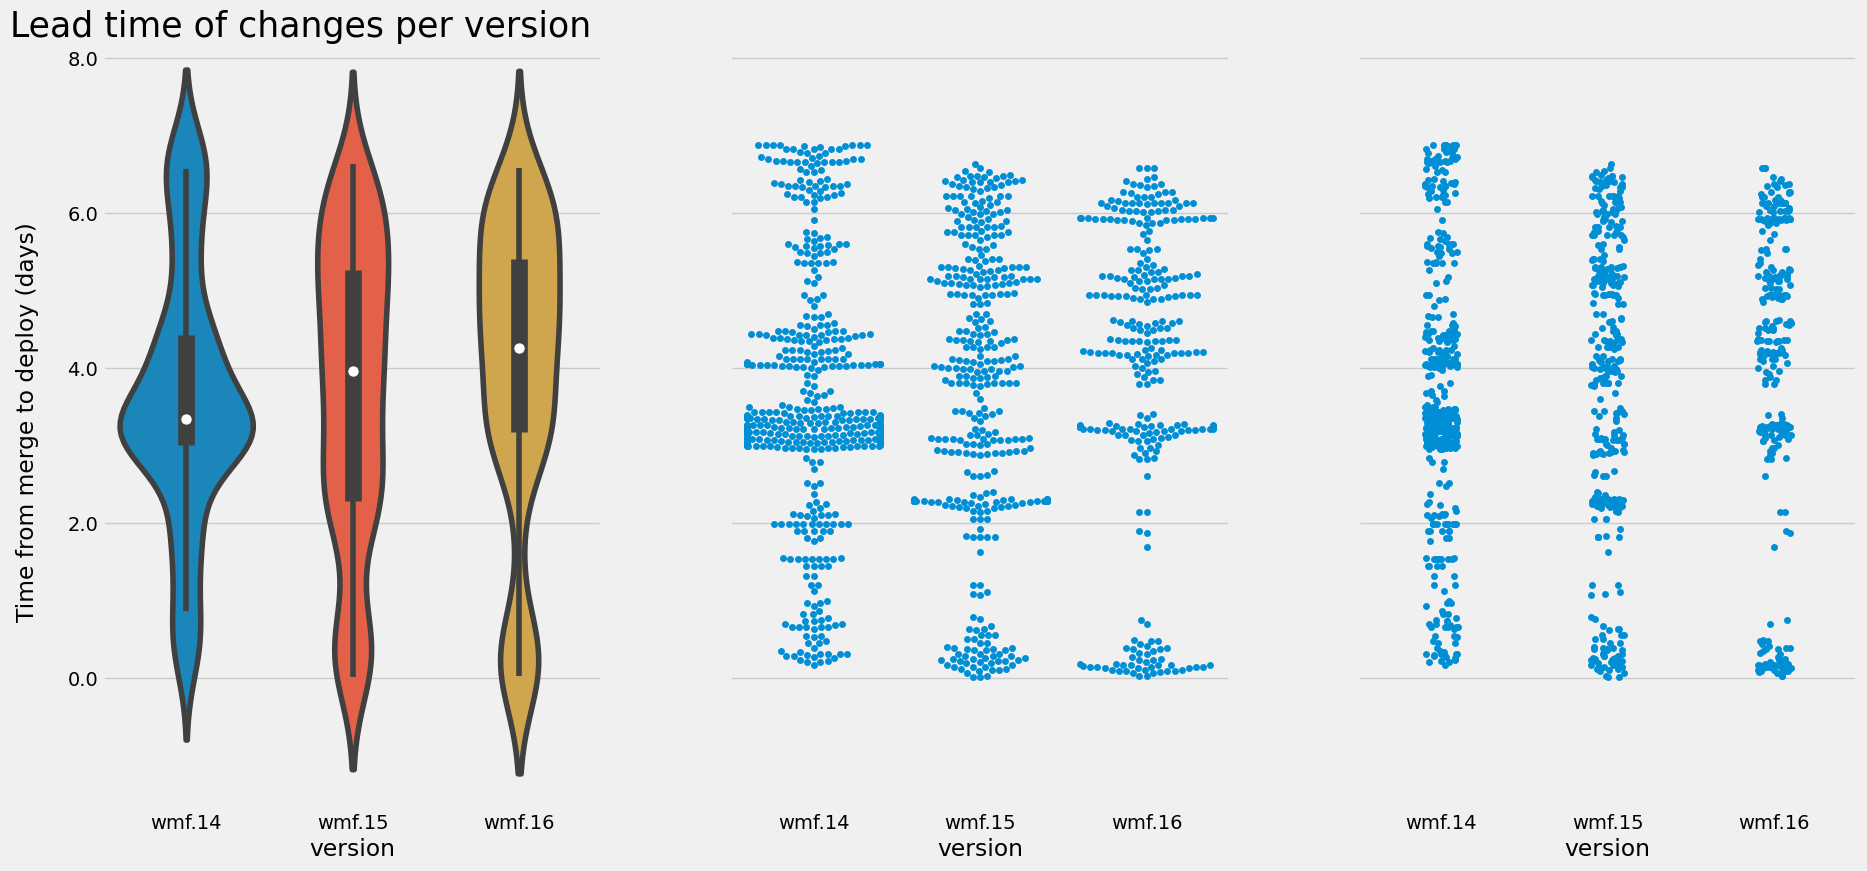 Lead time of changes per version
Time from merge to deploy (days)
8.0
6.0
4.0
2.0
0.0
wmf.14 wmf.15 wmf.16
version
wmf.14 wmf.15 wmf.16
version
wmf.14 wmf.15 wmf.16
version